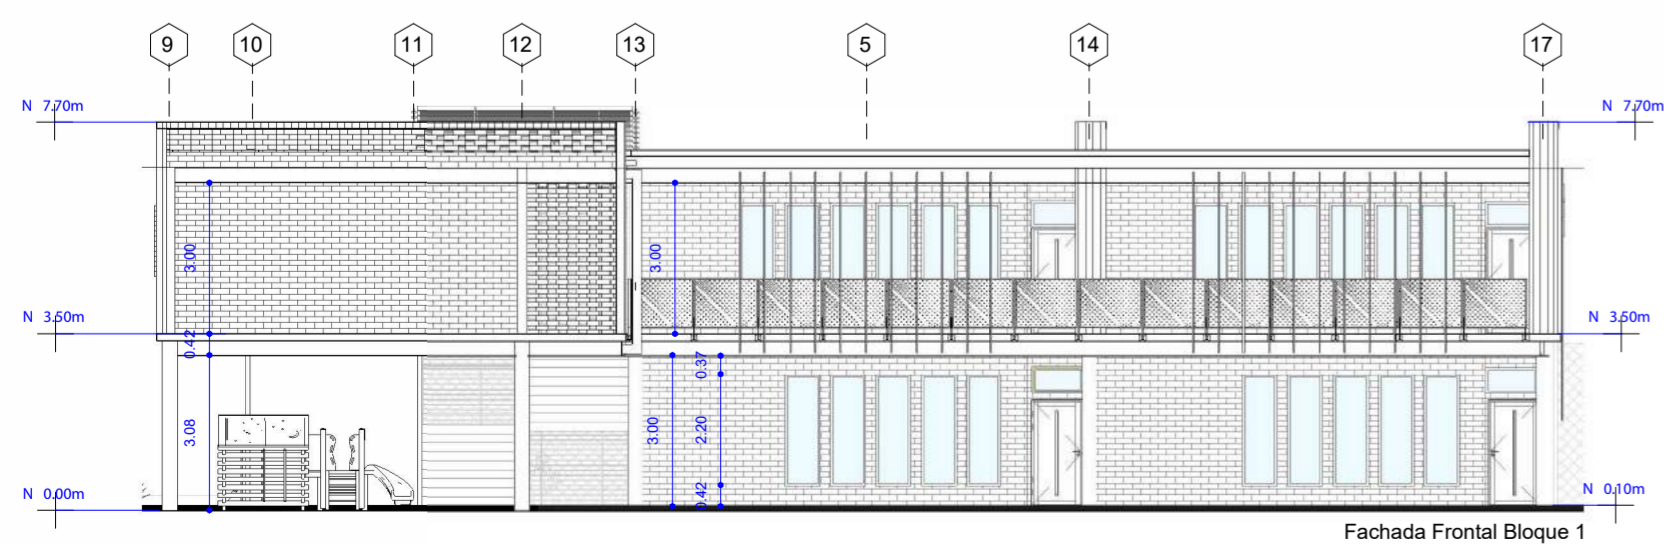 9 10 11 12 13 5 14 17
N 7.70m N 7.70m
3.00 3.00
N 3.50m N 3.50m
0.42 0.37
3.08 3.00 2.20
N 0.00m 0.42 N 0.10m
Fachada Frontal Bloque 1